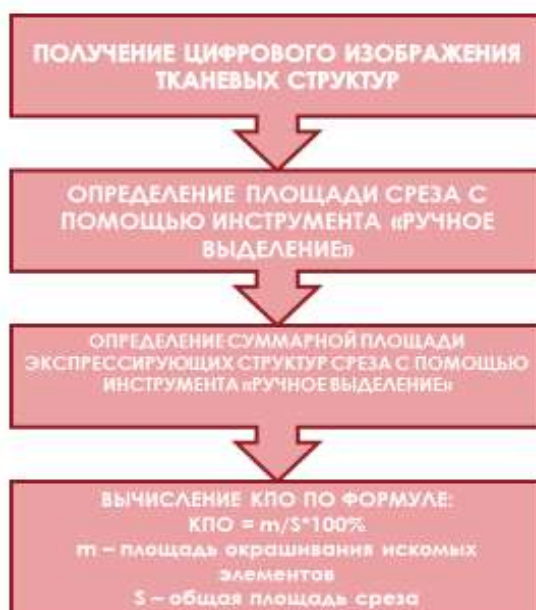 ПОЛУЧЕНИЕ ЦИФРОВОГО ИЗОБРАЖЕНИЯ
ТКАНЕВЫХ СТРУКТУР
ОПРЕДЕЛЕНИЕ ПЛОЩАДИ СРЕЗА С
ПОМОЩЬЮ ИНСТРУМЕНТА «РУЧНОЕ
ВЫДЕЛЕНИЕ»
ОПРЕДЕЛЕНИЕ СУММАРНОЙ ПЛОЩАДИ
ЭКСПРЕССИРУЮЩИХ СТРУКТУР СРЕЗА С ПОМОЩЬЮ
ИНСТРУМЕНТА «РУЧНОЕ ВЫДЕЛЕНИЕ»
ВЫЧИСЛЕНИЕ КПО ПО ФОРМУЛЕ:
КПО = m/S*100%
m – площадь окрашивания искомых
элементов
S – общая площадь среза